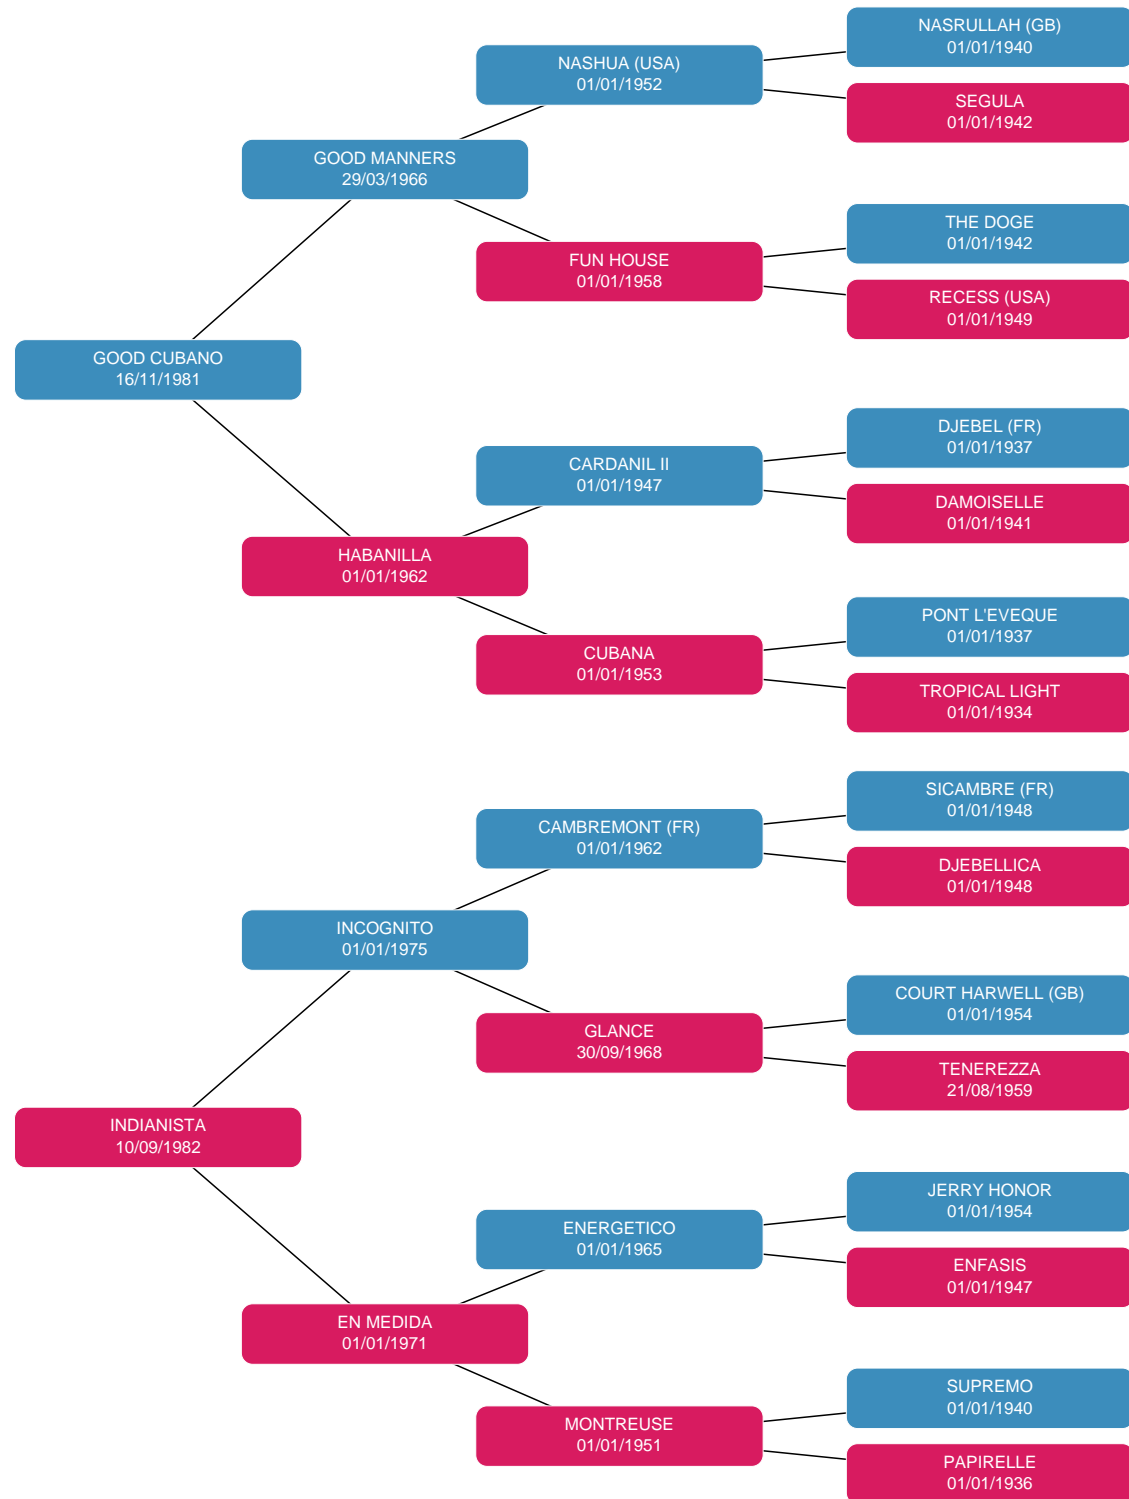 NASRULLAH (GB)
01/01/1940
NASHUA (USA)
01/01/1952
SEGULA
01/01/1942
GOOD MANNERS
29/03/1966
THE DOGE
01/01/1942
FUN HOUSE
01/01/1958
RECESS (USA)
01/01/1949
GOOD CUBANO
16/11/1981
DJEBEL (FR)
01/01/1937
CARDANIL II
01/01/1947
DAMOISELLE
01/01/1941
HABANILLA
01/01/1962
PONT L'EVEQUE
01/01/1937
CUBANA
01/01/1953
TROPICAL LIGHT
01/01/1934
SICAMBRE (FR)
01/01/1948
CAMBREMONT (FR)
01/01/1962
DJEBELLICA
01/01/1948
INCOGNITO
01/01/1975
COURT HARWELL (GB)
01/01/1954
GLANCE
30/09/1968
TENEREZZA
21/08/1959
INDIANISTA
10/09/1982
JERRY HONOR
01/01/1954
ENERGETICO
01/01/1965
ENFASIS
01/01/1947
EN MEDIDA
01/01/1971
SUPREMO
01/01/1940
MONTREUSE
01/01/1951
PAPIRELLE
01/01/1936